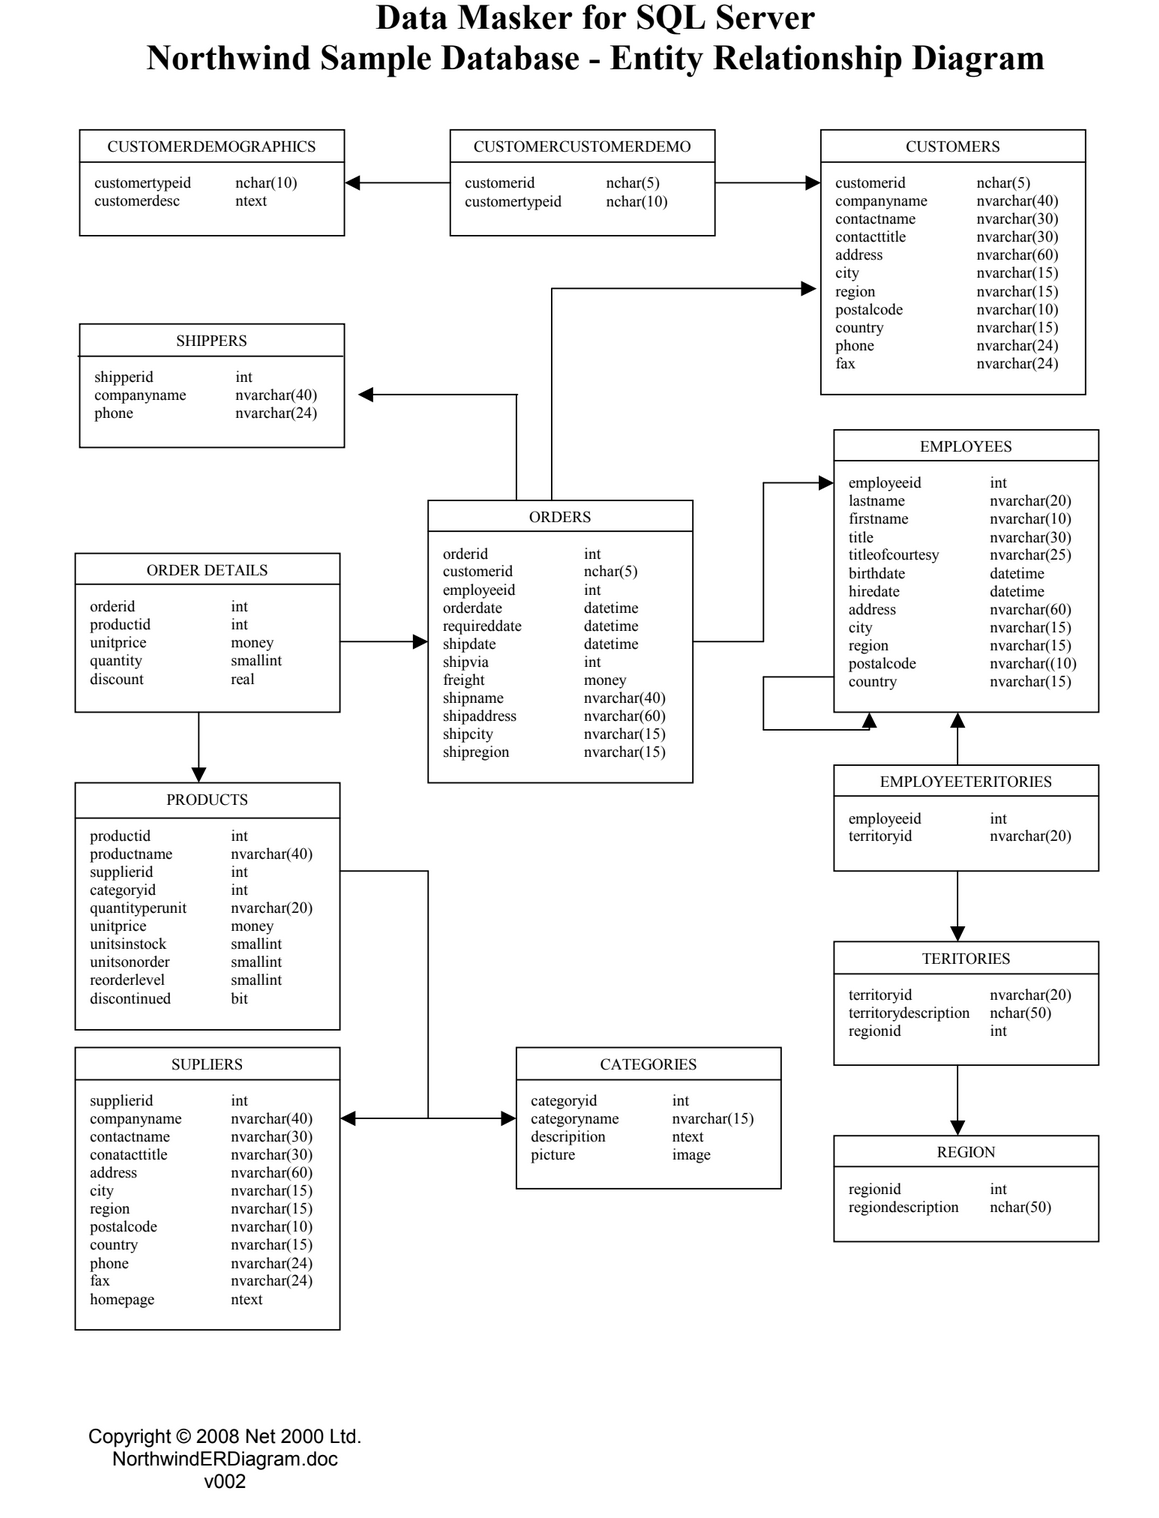 Data Masker for SQL Server
Northwind Sample Database - Entity Relationship Diagram
CUSTOMERDEMOGRAPHICS
customertypeid nchar(10)
customerdesc ntext
CUSTOMERCUSTOMERDEMO
customerid nchar(5)
customertypeid nchar(10)
CUSTOMERS
customerid nchar(5)
companyname nvarchar(40)
contactname nvarchar(30)
contacttitle nvarchar(30)
address nvarchar(60)
city nvarchar(15)
region nvarchar(15)
postalcode nvarchar(10)
country nvarchar(15)
phone nvarchar(24)
fax nvarchar(24)
SHIPPERS
shipperid int
companyname nvarchar(40)
phone nvarchar(24)
EMPLOYEES
employeeid int
lastname nvarchar(20)
firstname nvarchar(10)
title nvarchar(30)
titleofcourtesy nvarchar(25)
birthdate datetime
hiredate datetime
address nvarchar(60)
city nvarchar(15)
region nvarchar(15)
postalcode nvarchar((10)
country nvarchar(15)
ORDERS
orderid int
customerid nchar(5)
employeeid int
orderdate datetime
requireddate datetime
shipdate datetime
shipvia int
freight money
shipname nvarchar(40)
shipaddress nvarchar(60)
shipcity nvarchar(15)
shipregion nvarchar(15)
ORDER DETAILS
orderid int
productid int
unitprice money
quantity smallint
discount real
PRODUCTS
productid int
productname nvarchar(40)
supplierid int
categoryid int
quantityperunit nvarchar(20)
unitprice money
unitsinstock smallint
unitsonorder smallint
reorderlevel smallint
discontinued bit
EMPLOYEETERITORIES
employeeid int
territoryid nvarchar(20)
TERITORIES
territoryid nvarchar(20)
territorydescription nchar(50)
regionid int
SUPLIERS
supplierid int
companyname nvarchar(40)
contactname nvarchar(30)
conatacttitle nvarchar(30)
address nvarchar(60)
city nvarchar(15)
region nvarchar(15)
postalcode nvarchar(10)
country nvarchar(15)
phone nvarchar(24)
fax nvarchar(24)
homepage ntext
CATEGORIES
categoryid int
categoryname nvarchar(15)
descripition ntext
picture image
REGION
regionid int
regiondescription nchar(50)
Copyright © 2008 Net 2000 Ltd.
NorthwindERDiagram.doc
v002